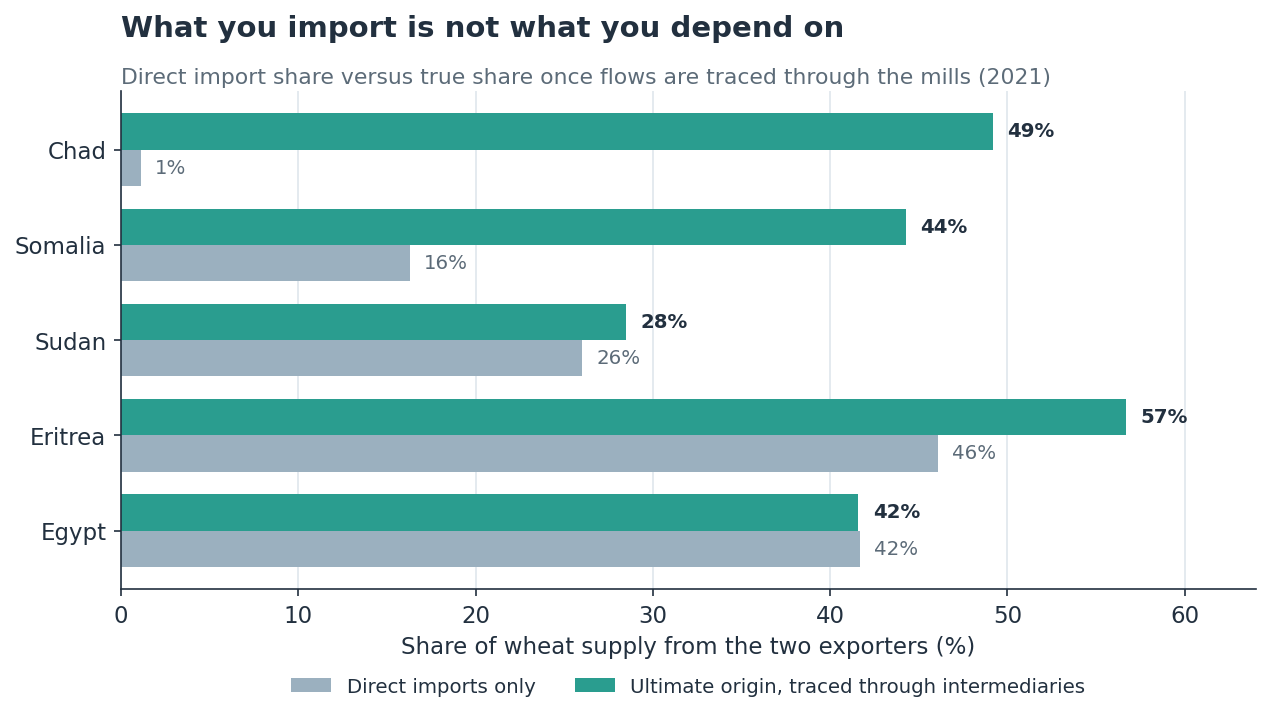 What you import is not what you depend on
Direct import share versus true share once flows are traced through the mills (2021)
Chad
49%
1%
Somalia
44%
16%
Sudan
28%
26%
Eritrea
57%
46%
Egypt
42%
42%
0 10 20 30 40 50 60
Share of wheat supply from the two exporters (%)
Direct imports only Ultimate origin, traced through intermediaries